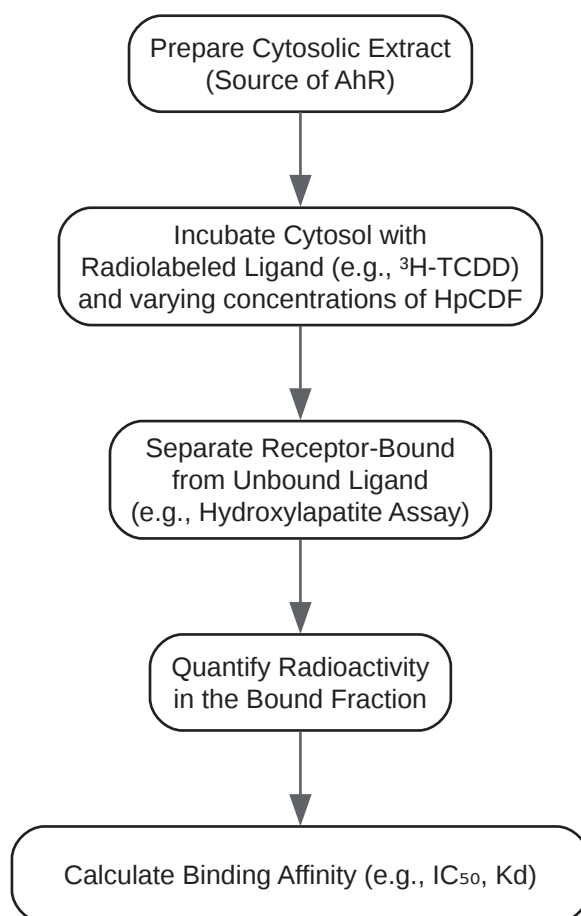 Prepare Cytosolic Extract
(Source of AhR)
Incubate Cytosol with
Radiolabeled Ligand (e.g., ³H-TCDD)
and varying concentrations of HpCDF
Separate Receptor-Bound
from Unbound Ligand
(e.g., Hydroxylapatite Assay)
Quantify Radioactivity
in the Bound Fraction
Calculate Binding Affinity (e.g., IC₅₀, Kd)